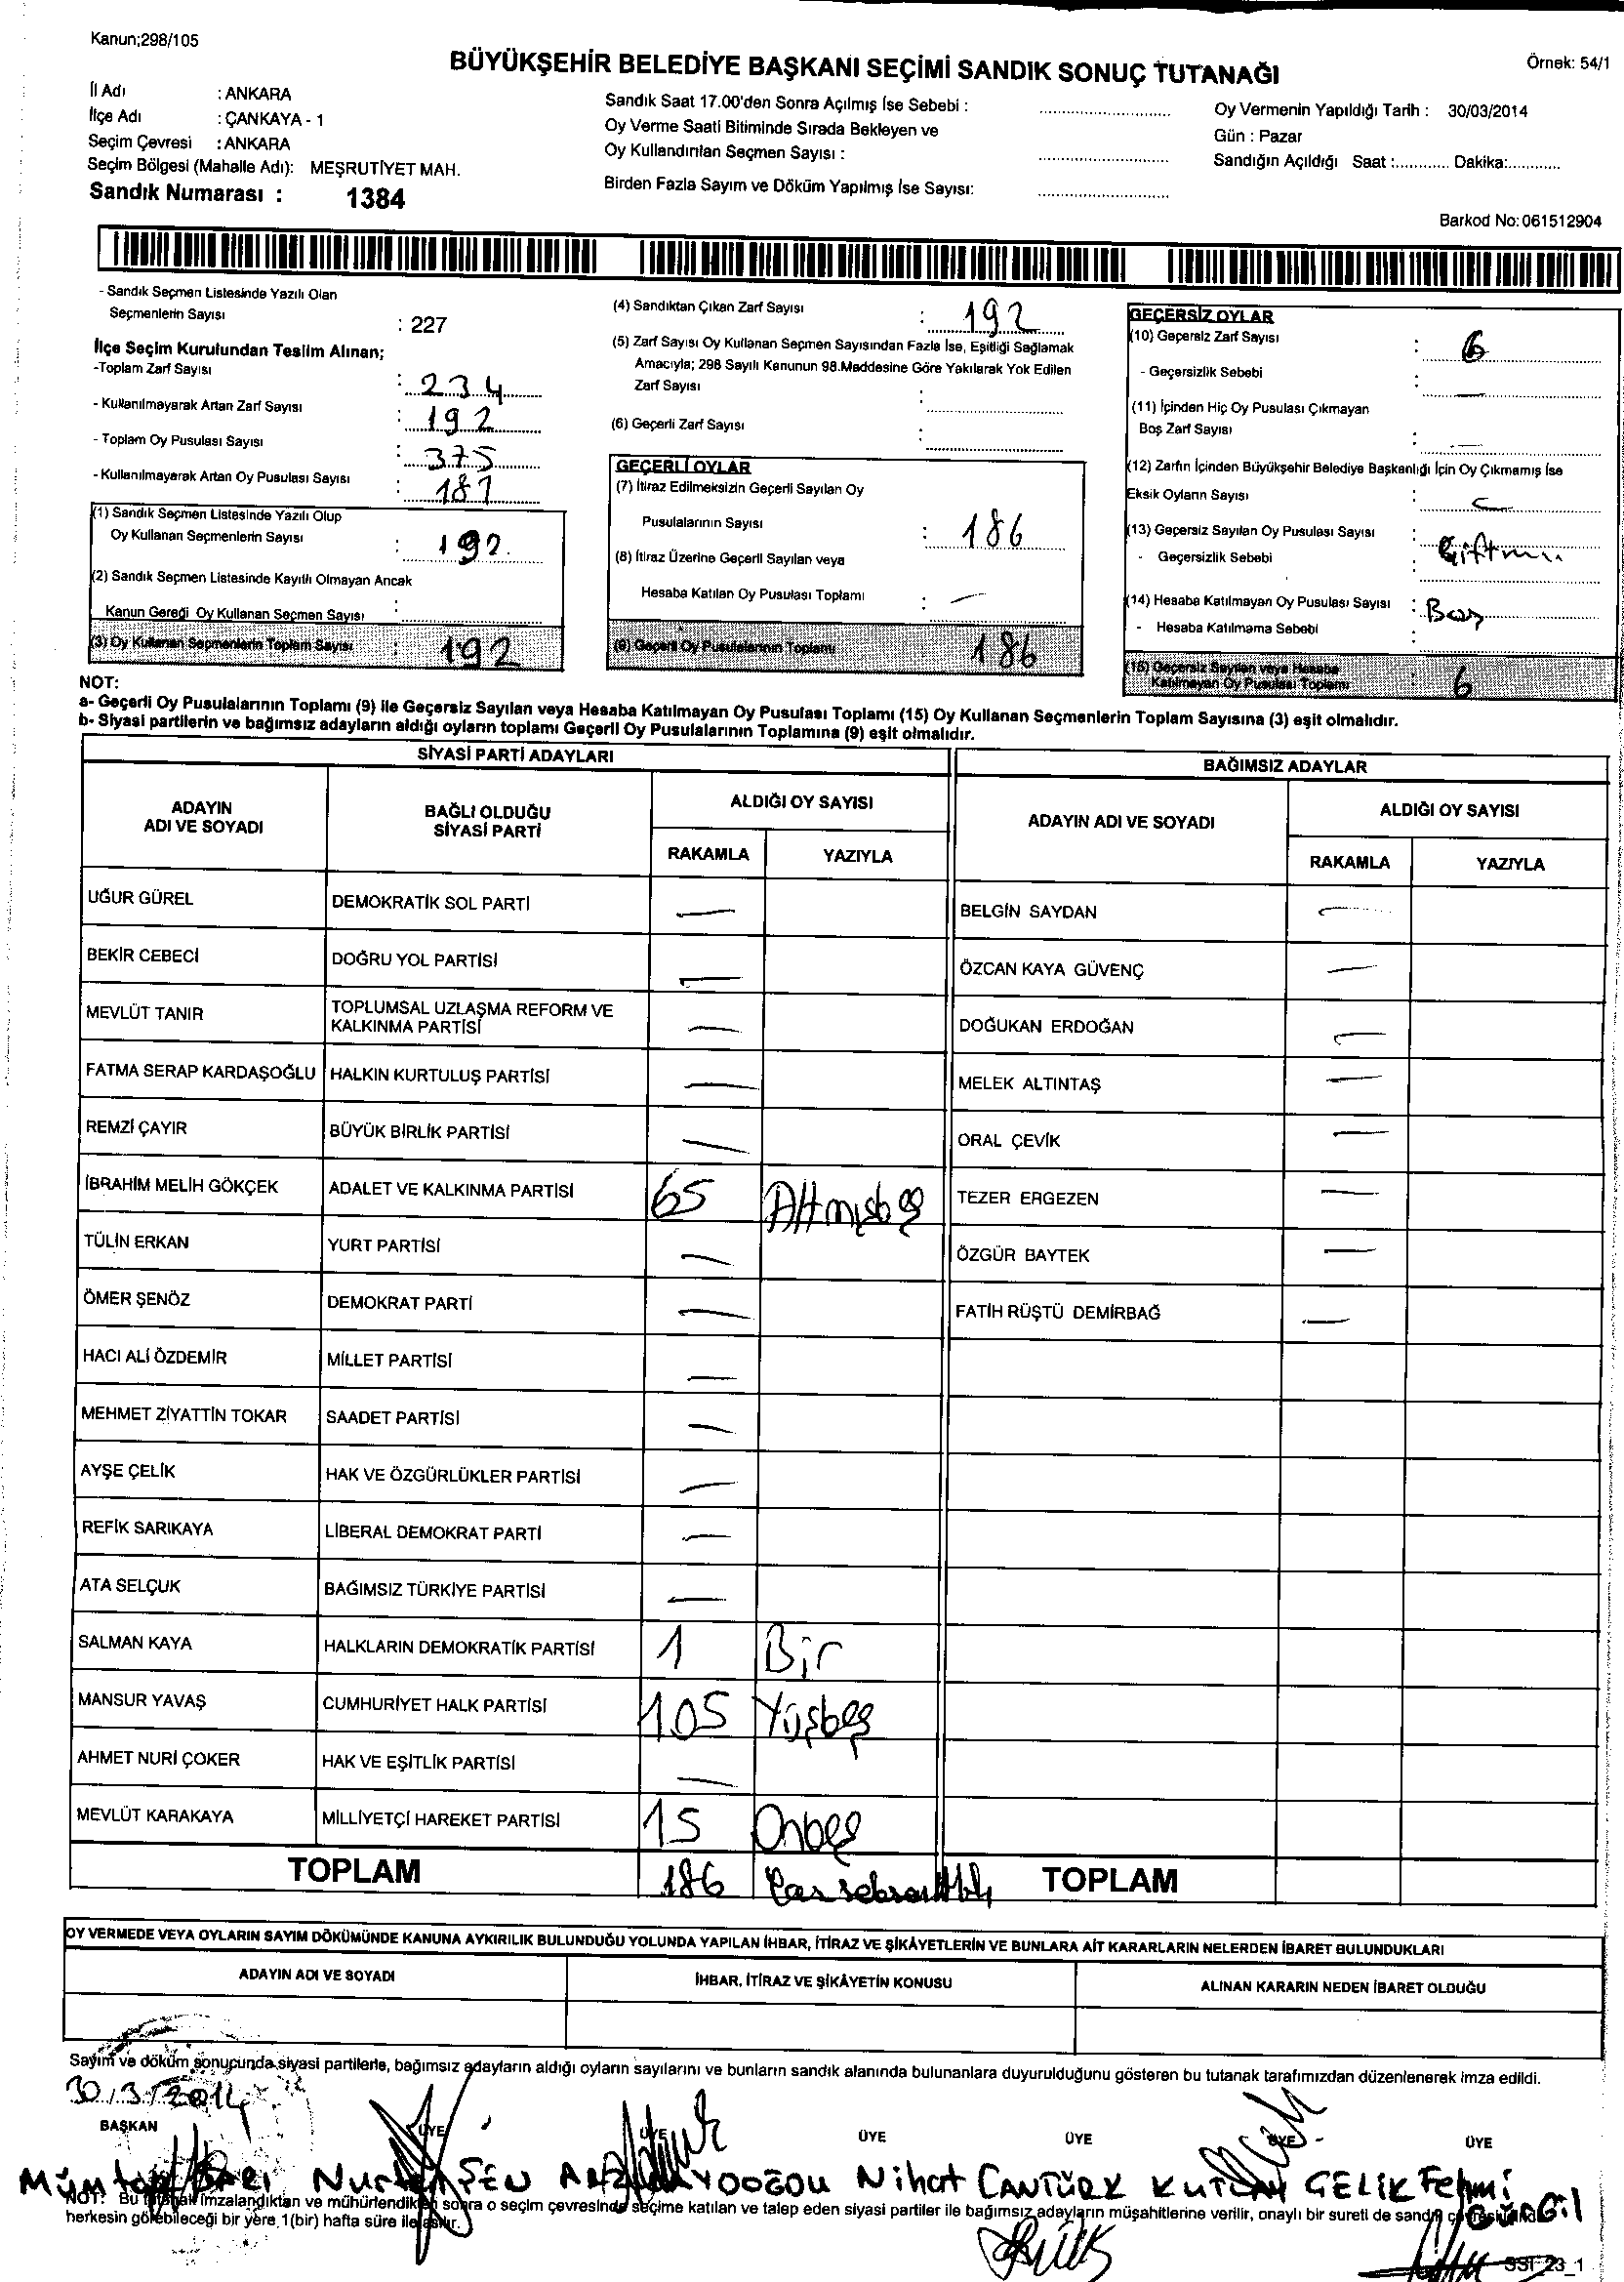 Kanun;298/105
BÜYÜKŞEHİR BELEDİYE BAŞKANI SEÇİMİ SANDIK SONUÇ TUTANAĞI
Örnek: 54/1
İl Adı : ANKARA
İlçe Adı : ÇANKAYA - 1
Seçim Çevresi : ANKARA
Seçim Bölgesi (Mahalle Adı): MEŞRUTİYET MAH.
Sandık Numarası : 1384
Sandık Saat 17.00'den Sonra Açılmış İse Sebebi :
Oy Verme Saati Bitiminde Sırada Bekleyen ve
Oy Kullandırılan Seçmen Sayısı :
Birden Fazla Sayım ve Döküm Yapılmış İse Sayısı:
Oy Vermenin Yapıldığı Tarih : 30/03/2014
Gün : Pazar
Sandığın Açıldığı Saat :............ Dakika:............
Barkod No: 061512904
- Sandık Seçmen Listesinde Yazılı Olan
Seçmenlerin Sayısı : 227
İlçe Seçim Kurulundan Teslim Alınan;
-Toplam Zarf Sayısı : 234
- Kullanılmayarak Artan Zarf Sayısı : 192
- Toplam Oy Pusulası Sayısı : 375
- Kullanılmayarak Artan Oy Pusulası Sayısı : 181
(1) Sandık Seçmen Listesinde Yazılı Olup
Oy Kullanan Seçmenlerin Sayısı : 192
(2) Sandık Seçmen Listesinde Kayıtlı Olmayan Ancak
Kanun Gereği Oy Kullanan Seçmen Sayısı :
(3) Oy Kullanan Seçmenlerin Toplam Sayısı 192
(4) Sandıktan Çıkan Zarf Sayısı : 192
(5) Zarf Sayısı Oy Kullanan Seçmen Sayısından Fazla İse, Eşitliği Sağlamak
Amacıyla; 298 Sayılı Kanunun 98.Maddesine Göre Yakılarak Yok Edilen
Zarf Sayısı :
(6) Geçerli Zarf Sayısı :
GEÇERLİ OYLAR
(7) İtiraz Edilmeksizin Geçerli Sayılan Oy
Pusulalarının Sayısı : 186
(8) İtiraz Üzerine Geçerli Sayılan veya
Hesaba Katılan Oy Pusulası Toplamı : —
(9) Geçerli Oy Pusulalarının Toplamı 186
GEÇERSİZ OYLAR
(10) Geçersiz Zarf Sayısı : 6
- Geçersizlik Sebebi : —
(11) İçinden Hiç Oy Pusulası Çıkmayan
Boş Zarf Sayısı : —
(12) Zarfın İçinden Büyükşehir Belediye Başkanlığı İçin Oy Çıkmamış İse
Eksik Oyların Sayısı : —
(13) Geçersiz Sayılan Oy Pusulası Sayısı :
- Geçersizlik Sebebi
(14) Hesaba Katılmayan Oy Pusulası Sayısı : Boş
- Hesaba Katılmama Sebebi :
(15) Geçersiz Sayılan veya Hesaba
Katılmayan Oy Pusulası Toplamı : 6
NOT:
a- Geçerli Oy Pusulalarının Toplamı (9) ile Geçersiz Sayılan veya Hesaba Katılmayan Oy Pusulası Toplamı (15) Oy Kullanan Seçmenlerin Toplam Sayısına (3) eşit olmalıdır.
b- Siyasi partilerin ve bağımsız adayların aldığı oyların toplamı Geçerli Oy Pusulalarının Toplamına (9) eşit olmalıdır.
SİYASİ PARTİ ADAYLARI
ADAYIN ADI VE SOYADI
BAĞLI OLDUĞU SİYASİ PARTİ
ALDIĞI OY SAYISI
RAKAMLA YAZIYLA
UĞUR GÜREL DEMOKRATİK SOL PARTİ —
BEKİR CEBECİ DOĞRU YOL PARTİSİ —
MEVLÜT TANIR TOPLUMSAL UZLAŞMA REFORM VE KALKINMA PARTİSİ —
FATMA SERAP KARDAŞOĞLU HALKIN KURTULUŞ PARTİSİ —
REMZİ ÇAYIR BÜYÜK BİRLİK PARTİSİ —
İBRAHİM MELİH GÖKÇEK ADALET VE KALKINMA PARTİSİ 65 Altmışbeş
TÜLİN ERKAN YURT PARTİSİ —
ÖMER ŞENÖZ DEMOKRAT PARTİ —
HACI ALİ ÖZDEMİR MİLLET PARTİSİ —
MEHMET ZİYATTİN TOKAR SAADET PARTİSİ —
AYŞE ÇELİK HAK VE ÖZGÜRLÜKLER PARTİSİ —
REFİK SARIKAYA LİBERAL DEMOKRAT PARTİ —
ATA SELÇUK BAĞIMSIZ TÜRKİYE PARTİSİ —
SALMAN KAYA HALKLARIN DEMOKRATİK PARTİSİ 1 Bir
MANSUR YAVAŞ CUMHURİYET HALK PARTİSİ 105 Yüşbeş
AHMET NURİ ÇOKER HAK VE EŞİTLİK PARTİSİ —
MEVLÜT KARAKAYA MİLLİYETÇİ HAREKET PARTİSİ 15 Onbeş
TOPLAM 186
BAĞIMSIZ ADAYLAR
ADAYIN ADI VE SOYADI
ALDIĞI OY SAYISI
RAKAMLA YAZIYLA
BELGİN SAYDAN —
ÖZCAN KAYA GÜVENÇ —
DOĞUKAN ERDOĞAN —
MELEK ALTINTAŞ —
ORAL ÇEVİK —
TEZER ERGEZEN —
ÖZGÜR BAYTEK —
FATİH RÜŞTÜ DEMİRBAĞ —
TOPLAM
OY VERMEDE VEYA OYLARIN SAYIM DÖKÜMÜNDE KANUNA AYKIRILIK BULUNDUĞU YOLUNDA YAPILAN İHBAR, İTİRAZ VE ŞİKÂYETLERİN VE BUNLARA AİT KARARLARIN NELERDEN İBARET BULUNDUKLARI
ADAYIN ADI VE SOYADI
İHBAR, İTİRAZ VE ŞİKÂYETİN KONUSU
ALINAN KARARIN NEDEN İBARET OLDUĞU
Sayım ve döküm sonucunda siyasi partilerle, bağımsız adayların aldığı oyların sayılarını ve bunların sandık alanında bulunanlara duyurulduğunu gösteren bu tutanak tarafımızdan düzenlenerek imza edildi.
30/3/2014
BAŞKAN ÜYE ÜYE ÜYE ÜYE ÜYE ÜYE
ŞEN Nihat CANTÜRK ÇELİK Fehmi
NOT: Bu tutanak imzalandıktan ve mühürlendikten sonra o seçim çevresinde seçime katılan ve talep eden siyasi partiler ile bağımsız adayların müşahitlerine verilir, onaylı bir sureti de sandık
herkesin görebileceği bir yere 1(bir) hafta süre ile asılır.